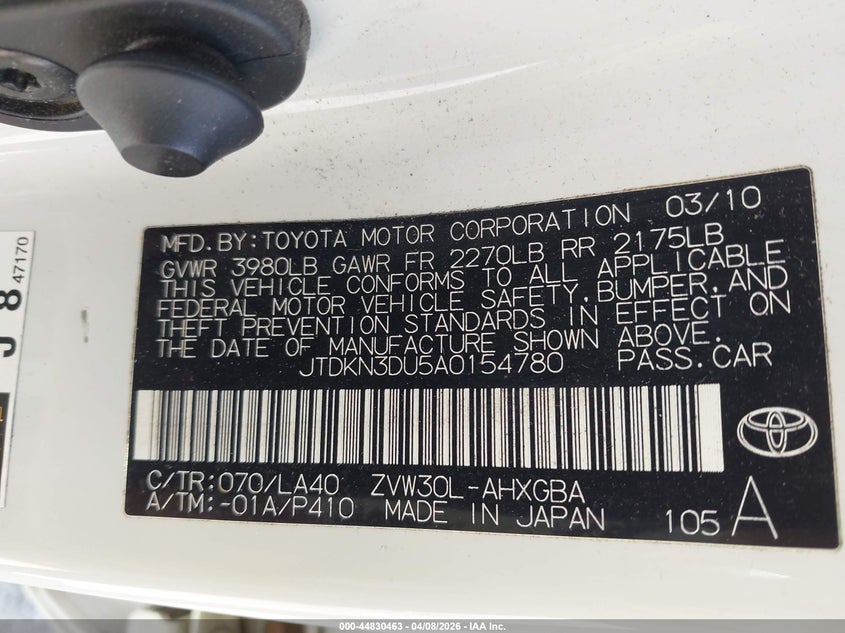 MFD. BY: TOYOTA MOTOR CORPORATION 03/10
GVWR 3980LB GAWR FR 2270LB RR 2175LB
THIS VEHICLE CONFORMS TO ALL APPLICABLE
FEDERAL MOTOR VEHICLE SAFETY, BUMPER, AND
THEFT PREVENTION STANDARDS IN EFFECT ON
THE DATE OF MANUFACTURE SHOWN ABOVE.
JTDKN3DU5A0154780 PASS. CAR
C/TR: 070/LA40 ZVW30L-AHXGBA
A/TM: -01A/P410 MADE IN JAPAN 105 A
J 8
47170
000-44830463 - 04/08/2026 - IAA Inc.